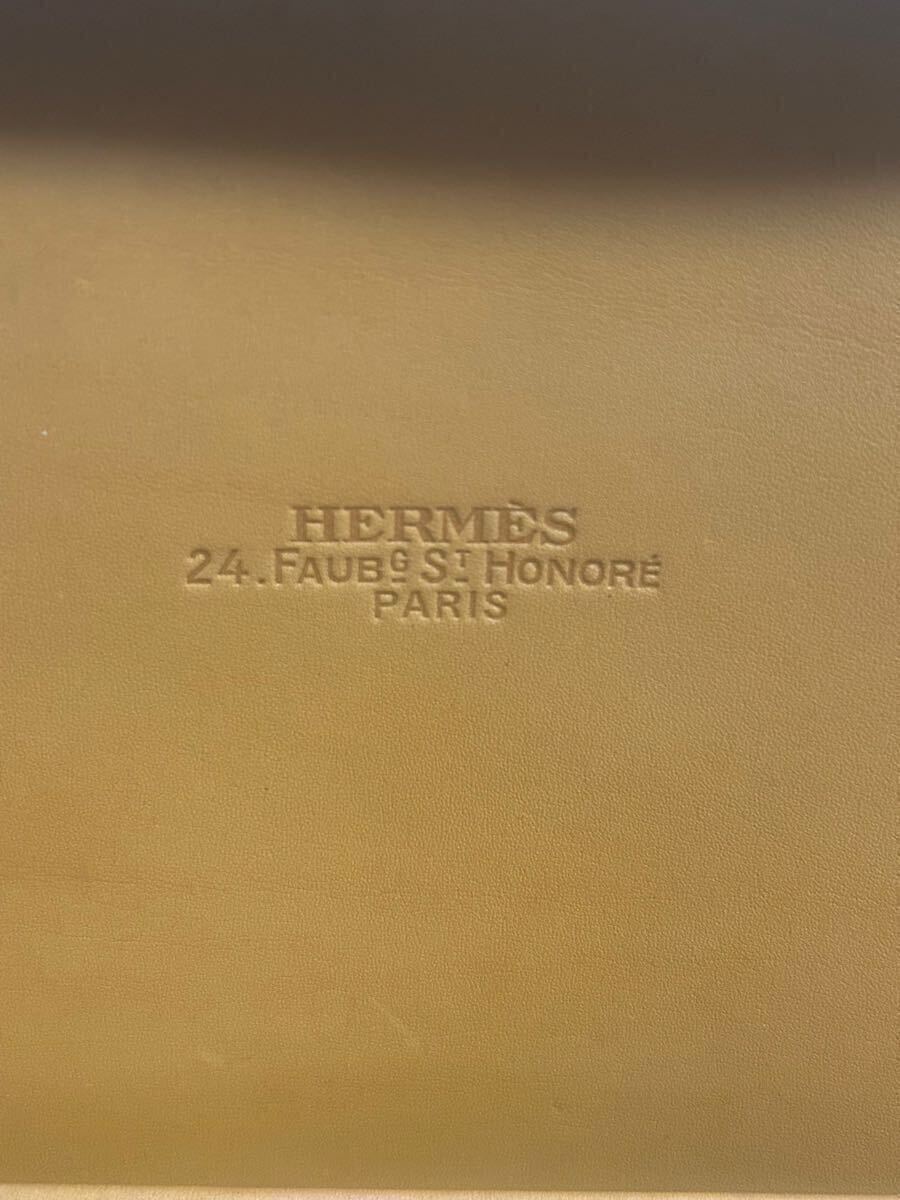 HERMÈS
24.FAUBG ST HONORÉ
PARIS